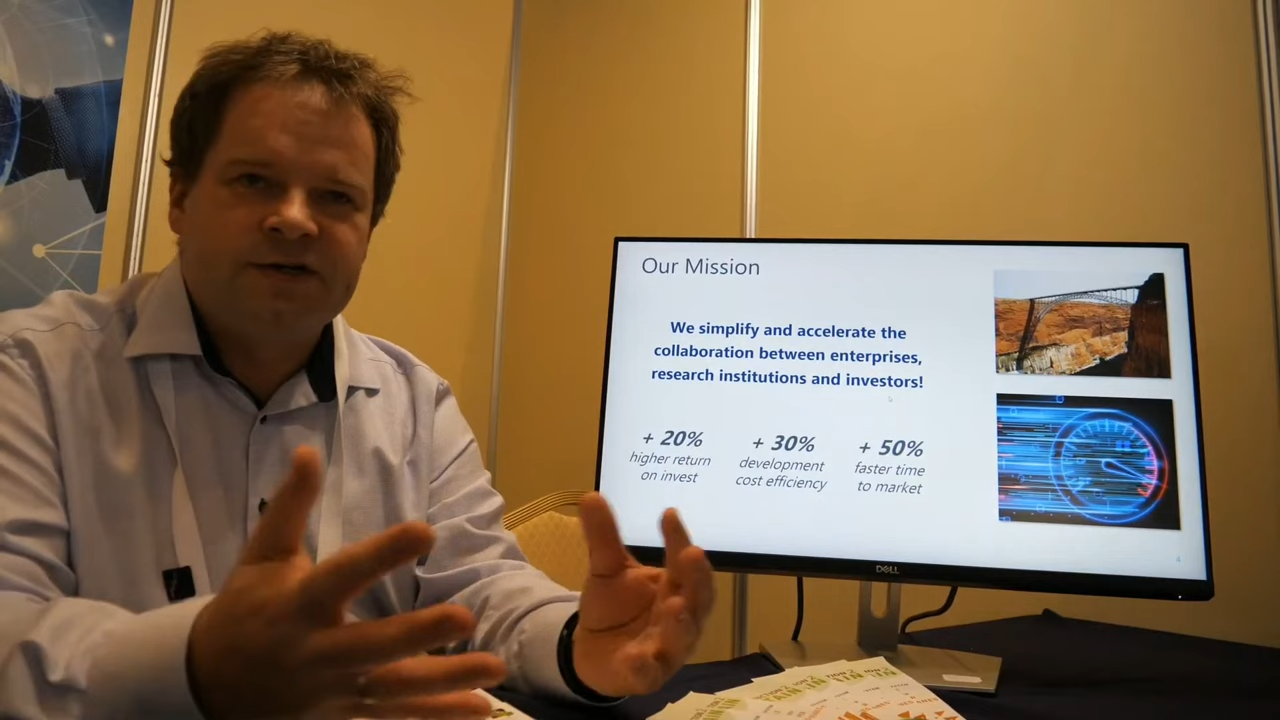 Our Mission
We simplify and accelerate the
collaboration between enterprises,
research institutions and investors!
+ 20%
higher return
on invest
+ 30%
development
cost efficiency
+ 50%
faster time
to market
4
DELL